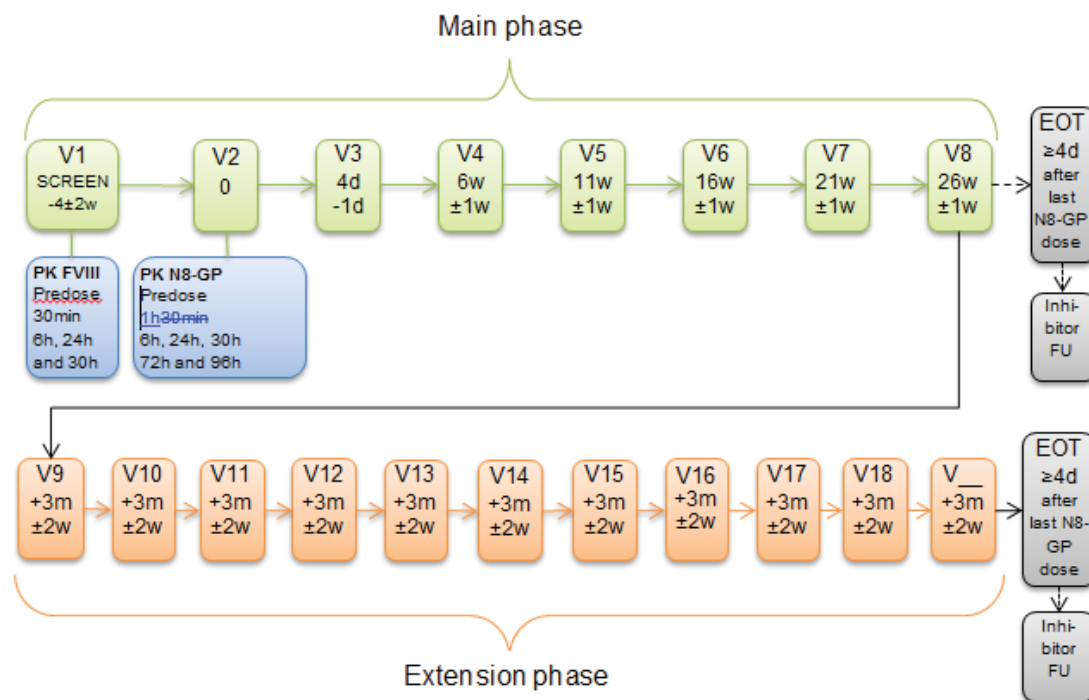 Main phase
V1
SCREEN
-4±2w
V2
0
V3
4d
-1d
V4
6w
±1w
V5
11w
±1w
V6
16w
±1w
V7
21w
±1w
V8
26w
±1w
EOT
≥4d
after
last
N8-GP
dose
PK FVIII
Predose
30min
6h, 24h
and 30h
PK N8-GP
Predose
1h30min
6h, 24h, 30h
72h and 96h
Inhi-
bitor
FU
V9
+3m
±2w
V10
+3m
±2w
V11
+3m
±2w
V12
+3m
±2w
V13
+3m
±2w
V14
+3m
±2w
V15
+3m
±2w
V16
+3m
±2w
V17
+3m
±2w
V18
+3m
±2w
V__
+3m
±2w
EOT
≥4d
after
last N8-
GP
dose
Inhi-
bitor
FU
Extension phase